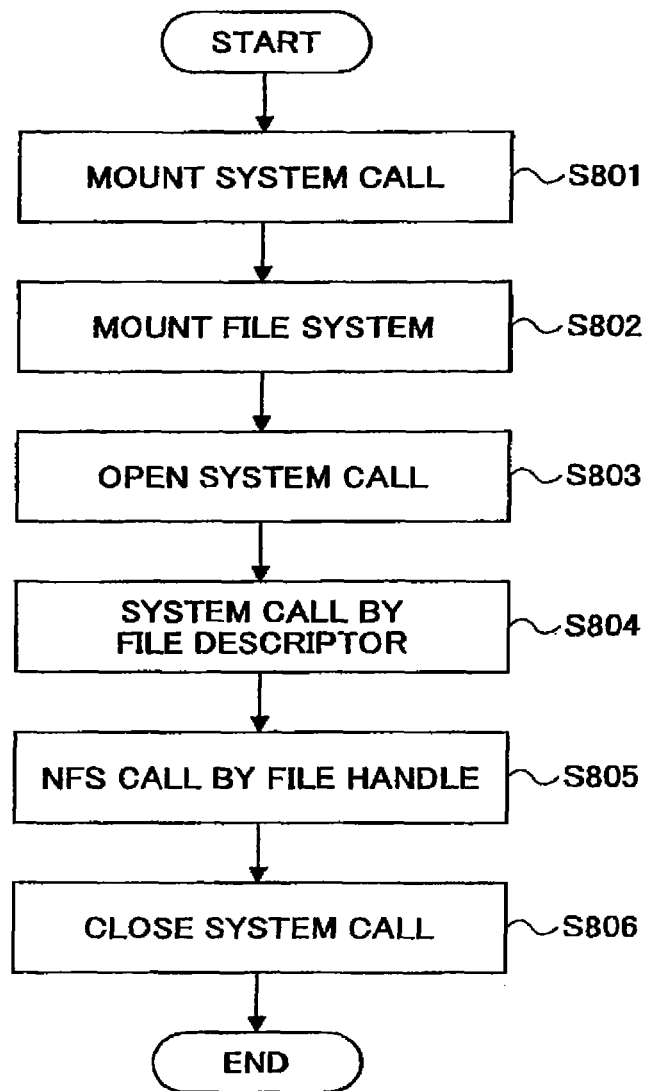 START
MOUNT SYSTEM CALL
S801
MOUNT FILE SYSTEM
S802
OPEN SYSTEM CALL
S803
SYSTEM CALL BY
FILE DESCRIPTOR
S804
NFS CALL BY FILE HANDLE
S805
CLOSE SYSTEM CALL
S806
END